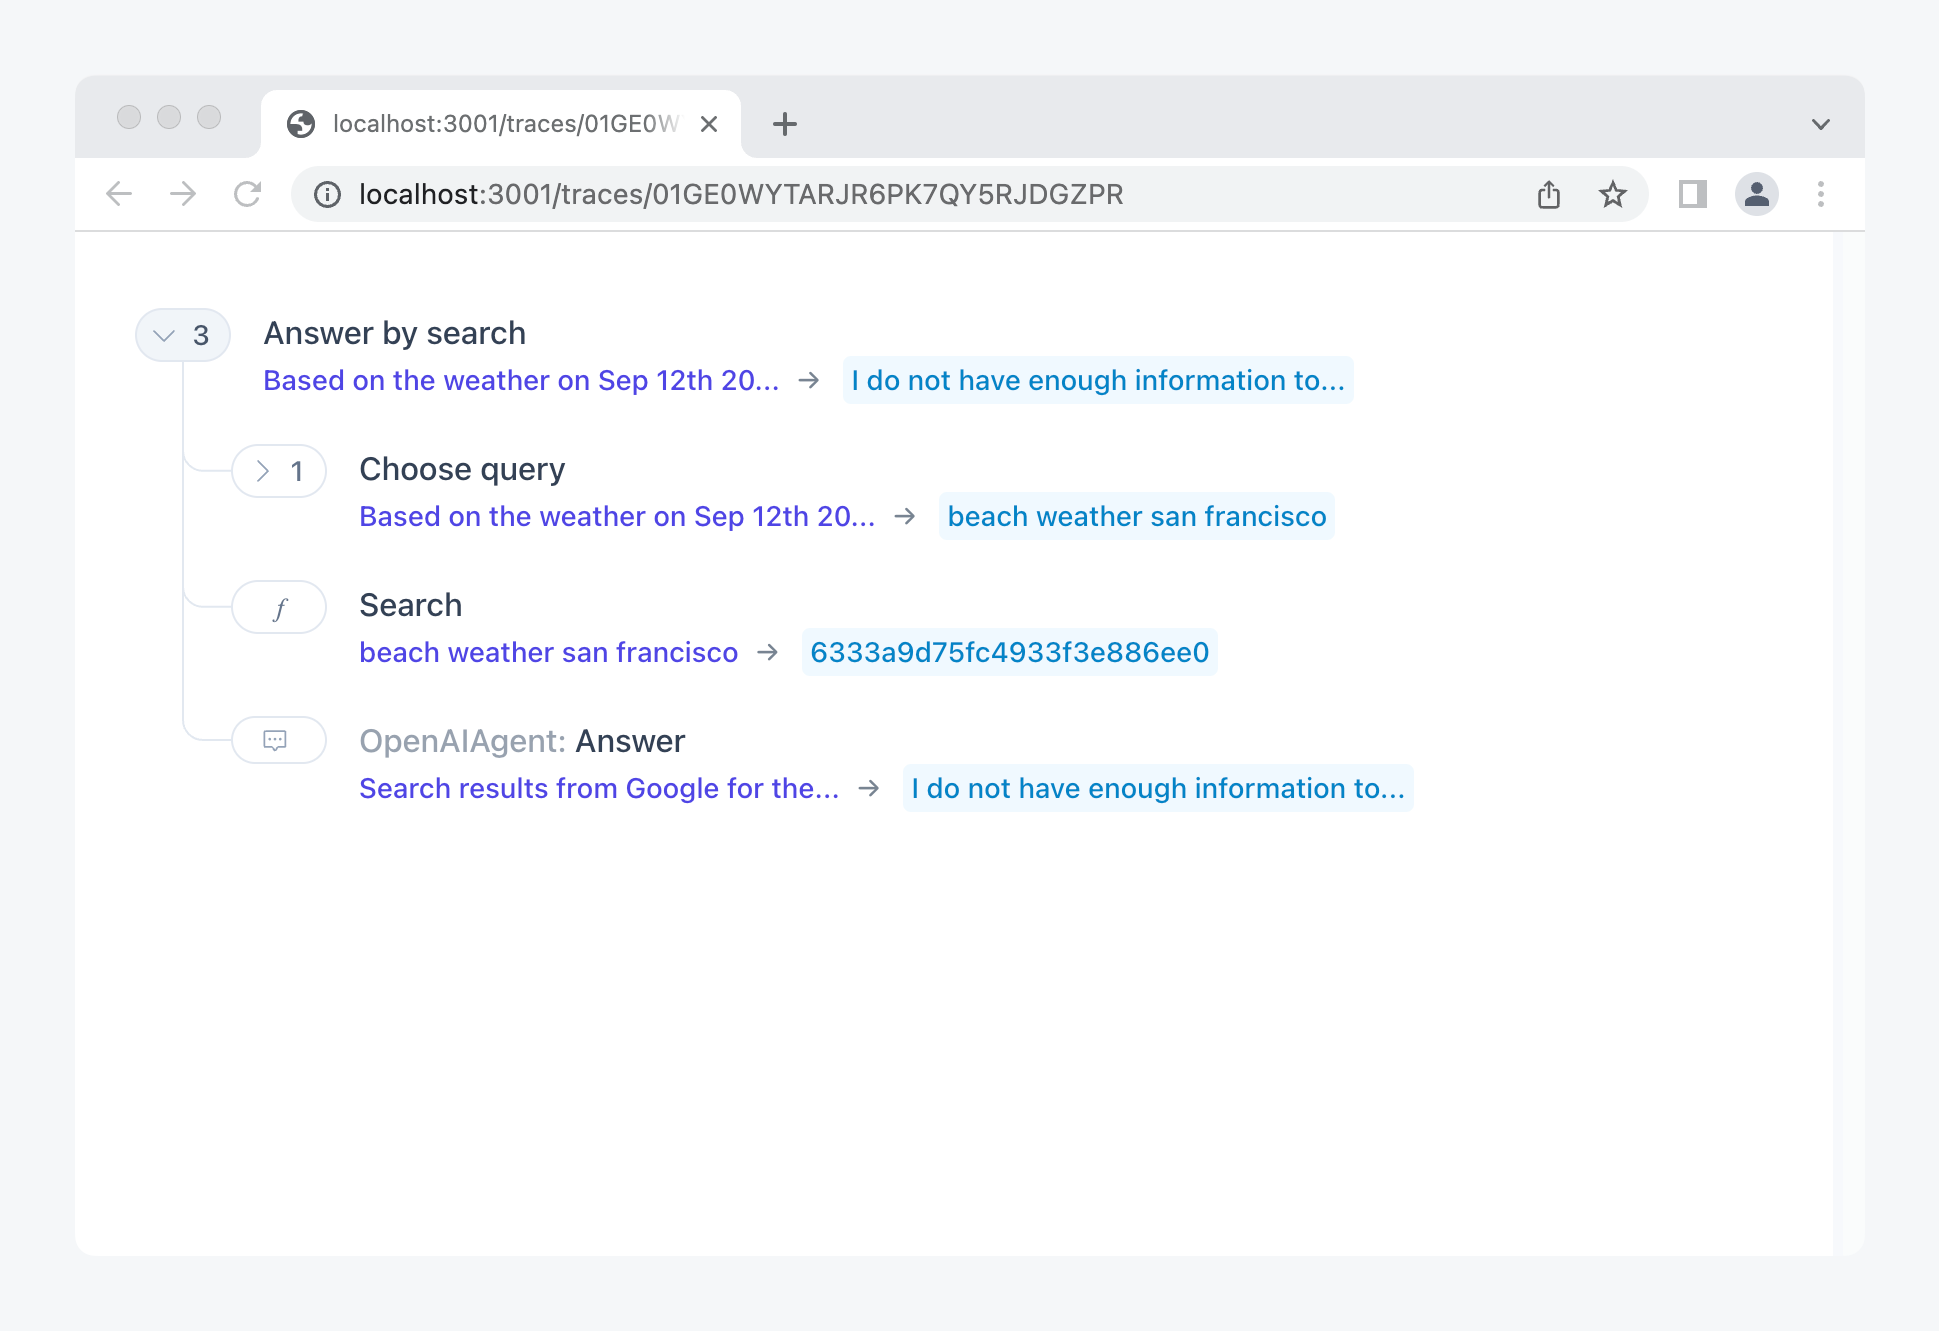 localhost:3001/traces/01GE0W
localhost:3001/traces/01GE0WYTARJR6PK7QY5RJDGZPR
3 Answer by search
Based on the weather on Sep 12th 20... → I do not have enough information to...
1 Choose query
Based on the weather on Sep 12th 20... → beach weather san francisco
f Search
beach weather san francisco → 6333a9d75fc4933f3e886ee0
OpenAIAgent: Answer
Search results from Google for the... → I do not have enough information to...